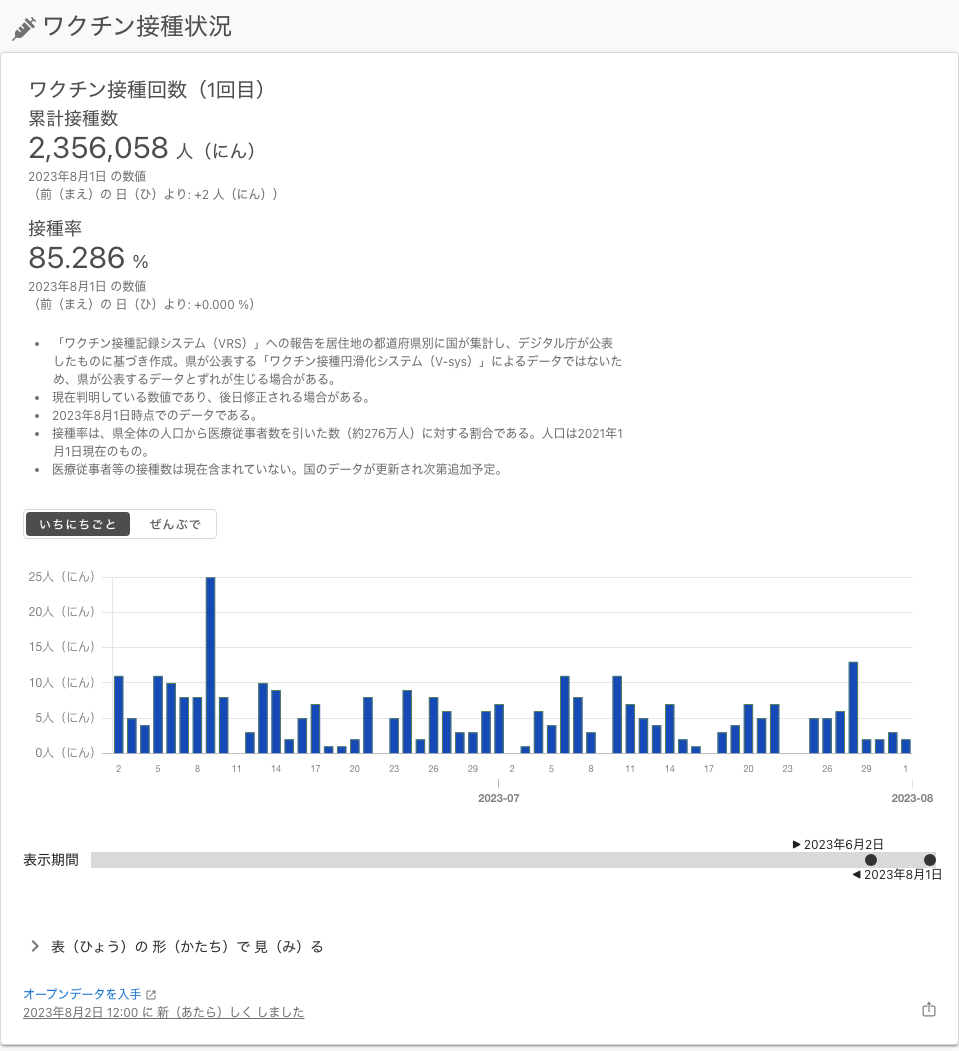 ワクチン接種状況
ワクチン接種回数（1回目）
累計接種数
2,356,058 人（にん）
2023年8月1日 の数値
（前（まえ）の 日（ひ）より: +2 人（にん））
接種率
85.286 %
2023年8月1日 の数値
（前（まえ）の 日（ひ）より: +0.000 %）
「ワクチン接種記録システム（VRS）」への報告を居住地の都道府県別に国が集計し、デジタル庁が公表
したものに基づき作成。県が公表する「ワクチン接種円滑化システム（V-sys）」によるデータではないた
め、県が公表するデータとずれが生じる場合がある。
現在判明している数値であり、後日修正される場合がある。
2023年8月1日時点でのデータである。
接種率は、県全体の人口から医療従事者数を引いた数（約276万人）に対する割合である。人口は2021年1
月1日現在のもの。
医療従事者等の接種数は現在含まれていない。国のデータが更新され次第追加予定。
いちにちごと ぜんぶで
25人（にん）
20人（にん）
15人（にん）
10人（にん）
5人（にん）
0人（にん）
2 5 8 11 14 17 20 23 26 29 2 5 8 11 14 17 20 23 26 29 1
2023-07 2023-08
2023年6月2日
表示期間
2023年8月1日
表（ひょう）の 形（かたち）で 見（み）る
オープンデータを入手
2023年8月2日 12:00 に 新（あたら）しく しました